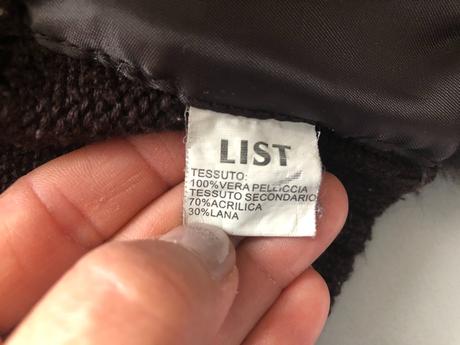 LIST
TESSUTO:
100%VERA PELLICCIA
TESSUTO SECONDARIO
70%ACRILICA
30%LANA